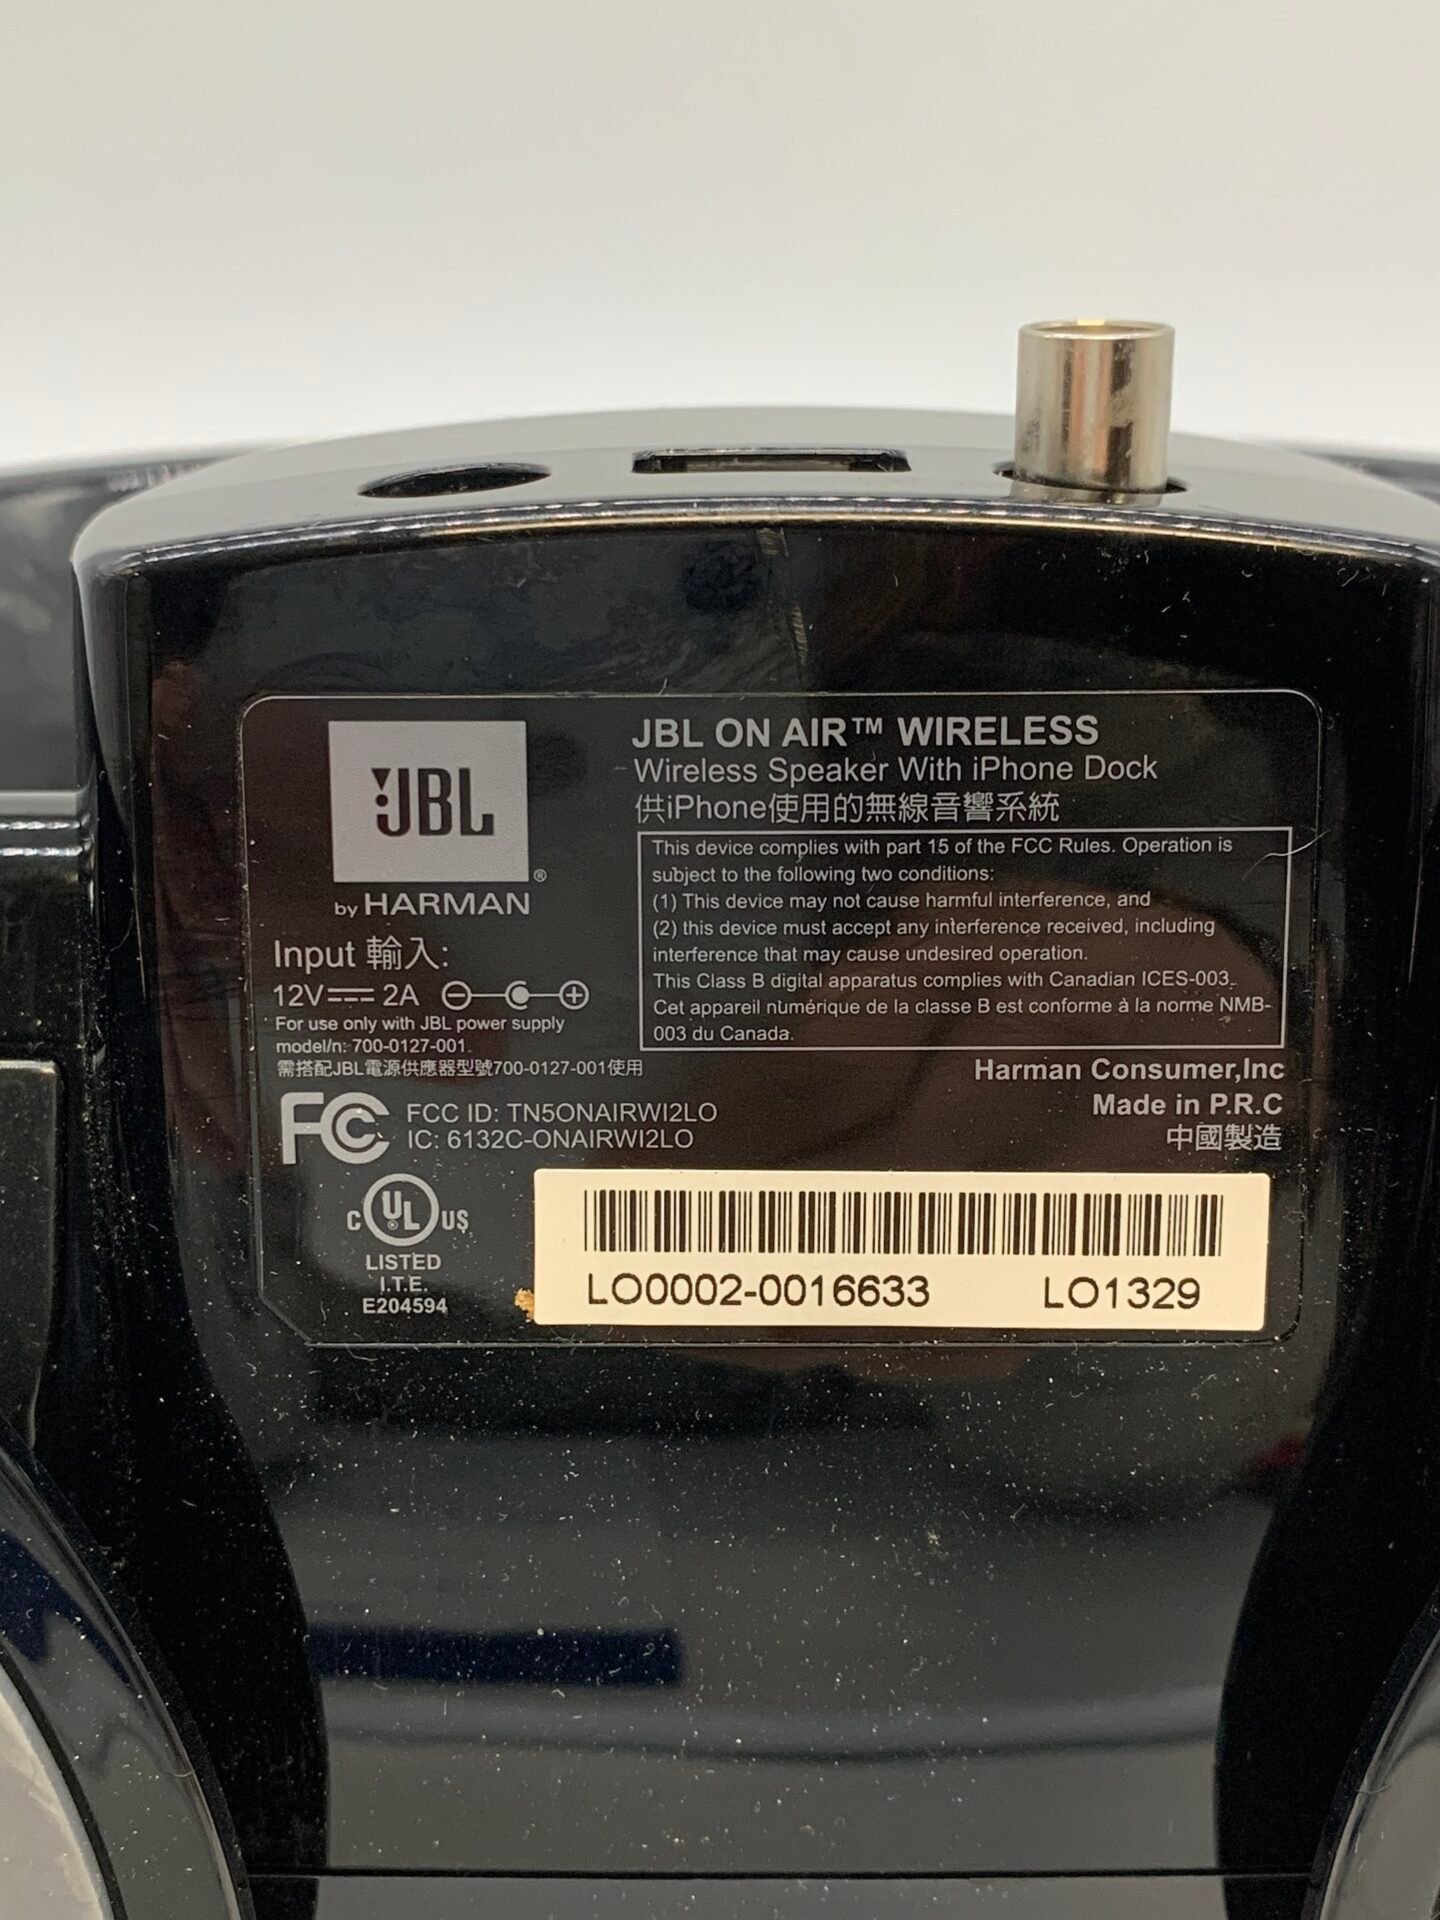 JBL
®
by HARMAN
JBL ON AIR™ WIRELESS
Wireless Speaker With iPhone Dock
供iPhone使用的無線音響系統
This device complies with part 15 of the FCC Rules. Operation is
subject to the following two conditions:
(1) This device may not cause harmful interference, and
(2) this device must accept any interference received, including
interference that may cause undesired operation.
This Class B digital apparatus complies with Canadian ICES-003.
Cet appareil numérique de la classe B est conforme à la norme NMB-
003 du Canada.
Input 輸入:
12V 2A
For use only with JBL power supply
model/n: 700-0127-001
需搭配JBL電源供應器型號700-0127-001使用
Harman Consumer,Inc
Made in P.R.C
中國製造
FC FCC ID: TN5ONAIRWI2LO
IC: 6132C-ONAIRWI2LO
C UL® US
LISTED
I.T.E.
E204594
LO0002-0016633 LO1329